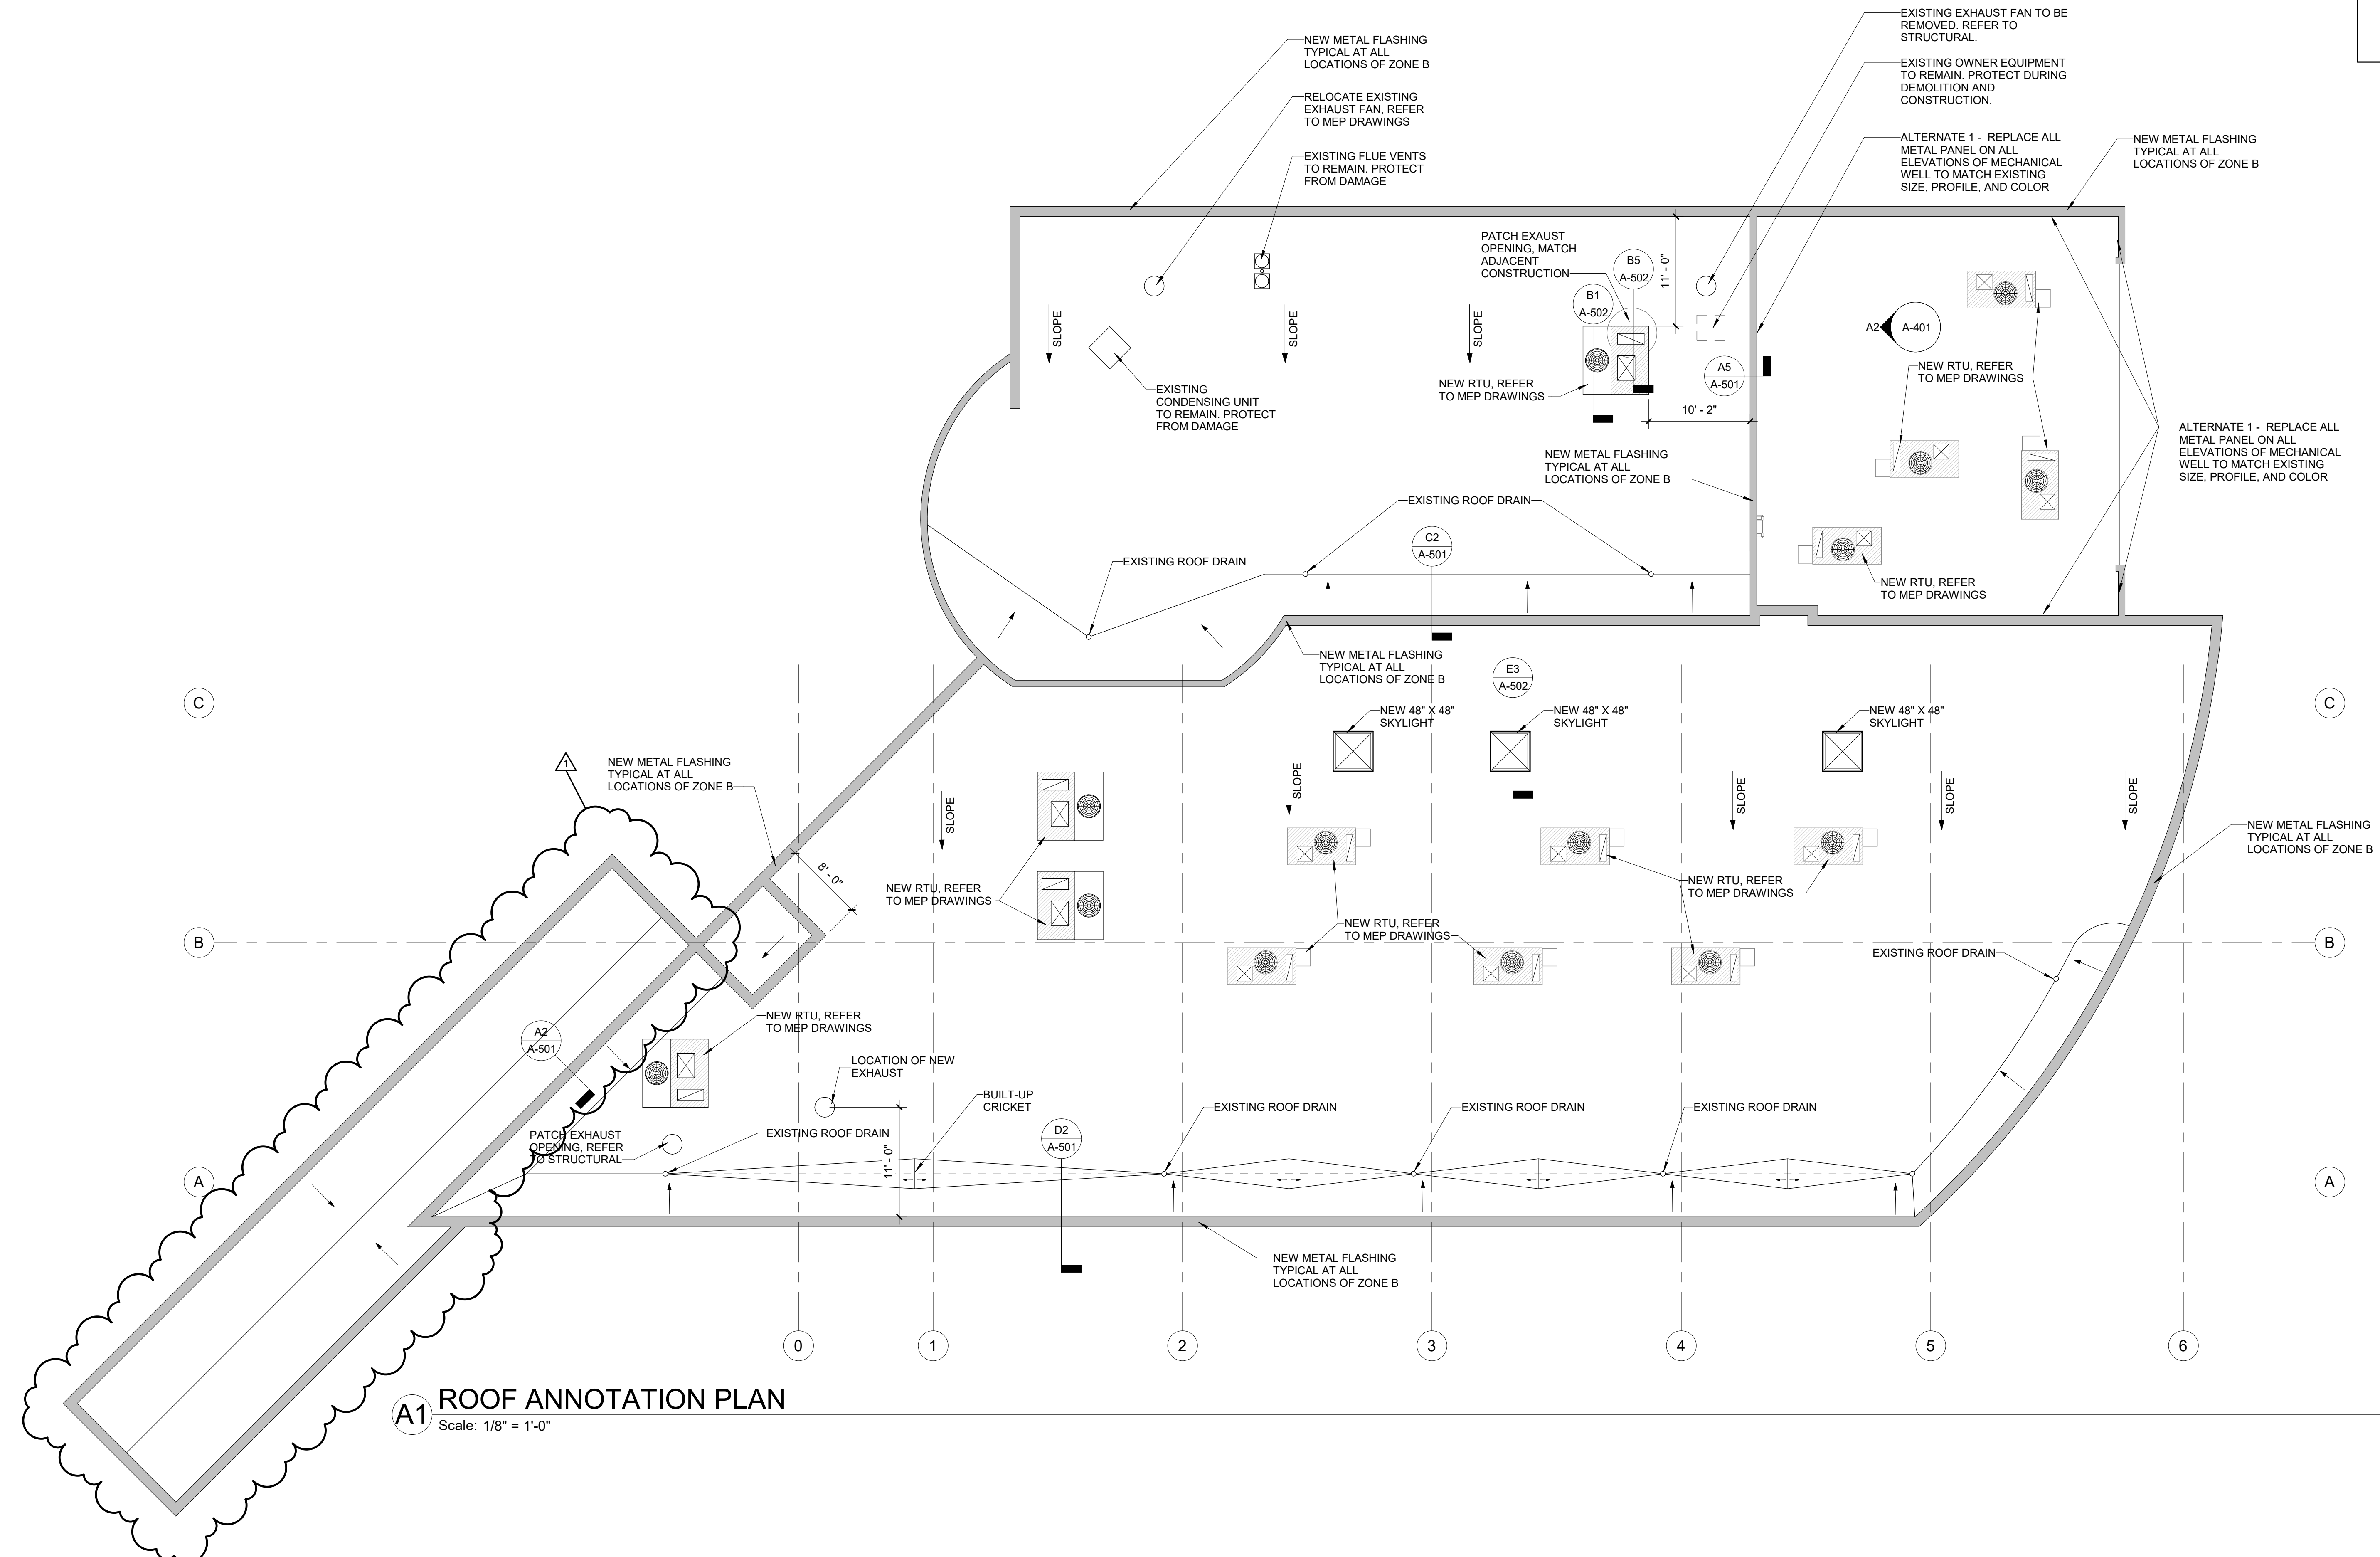 EXISTING EXHAUST FAN TO BE
REMOVED. REFER TO
STRUCTURAL.
NEW METAL FLASHING
TYPICAL AT ALL
LOCATIONS OF ZONE B
EXISTING OWNER EQUIPMENT
TO REMAIN. PROTECT DURING
DEMOLITION AND
CONSTRUCTION.
RELOCATE EXISTING
EXHAUST FAN, REFER
TO MEP DRAWINGS
ALTERNATE 1 - REPLACE ALL
METAL PANEL ON ALL
ELEVATIONS OF MECHANICAL
WELL TO MATCH EXISTING
SIZE, PROFILE, AND COLOR
NEW METAL FLASHING
TYPICAL AT ALL
LOCATIONS OF ZONE B
EXISTING FLUE VENTS
TO REMAIN. PROTECT
FROM DAMAGE
PATCH EXAUST
OPENING, MATCH
ADJACENT
CONSTRUCTION
B5
A-502
11' - 0"
B1
A-502
SLOPE
SLOPE
SLOPE
A2
A-401
A5
A-501
NEW RTU, REFER
TO MEP DRAWINGS
NEW RTU, REFER
TO MEP DRAWINGS
EXISTING
CONDENSING UNIT
TO REMAIN. PROTECT
FROM DAMAGE
10' - 2"
ALTERNATE 1 - REPLACE ALL
METAL PANEL ON ALL
ELEVATIONS OF MECHANICAL
WELL TO MATCH EXISTING
SIZE, PROFILE, AND COLOR
NEW METAL FLASHING
TYPICAL AT ALL
LOCATIONS OF ZONE B
EXISTING ROOF DRAIN
C2
A-501
EXISTING ROOF DRAIN
NEW RTU, REFER
TO MEP DRAWINGS
NEW METAL FLASHING
TYPICAL AT ALL
LOCATIONS OF ZONE B
E3
A-502
C
C
NEW 48" X 48"
SKYLIGHT
NEW 48" X 48"
SKYLIGHT
NEW 48" X 48"
SKYLIGHT
1
NEW METAL FLASHING
TYPICAL AT ALL
LOCATIONS OF ZONE B
SLOPE
SLOPE
SLOPE
SLOPE
SLOPE
NEW METAL FLASHING
TYPICAL AT ALL
LOCATIONS OF ZONE B
8' - 0"
NEW RTU, REFER
TO MEP DRAWINGS
NEW RTU, REFER
TO MEP DRAWINGS
NEW RTU, REFER
TO MEP DRAWINGS
B
B
EXISTING ROOF DRAIN
NEW RTU, REFER
TO MEP DRAWINGS
A2
A-501
LOCATION OF NEW
EXHAUST
BUILT-UP
CRICKET
EXISTING ROOF DRAIN
EXISTING ROOF DRAIN
EXISTING ROOF DRAIN
PATCH EXHAUST
OPENING, REFER
TO STRUCTURAL
EXISTING ROOF DRAIN
D2
A-501
11' - 0"
A
A
NEW METAL FLASHING
TYPICAL AT ALL
LOCATIONS OF ZONE B
0
1
2
3
4
5
6
A1
ROOF ANNOTATION PLAN
Scale: 1/8" = 1'-0"